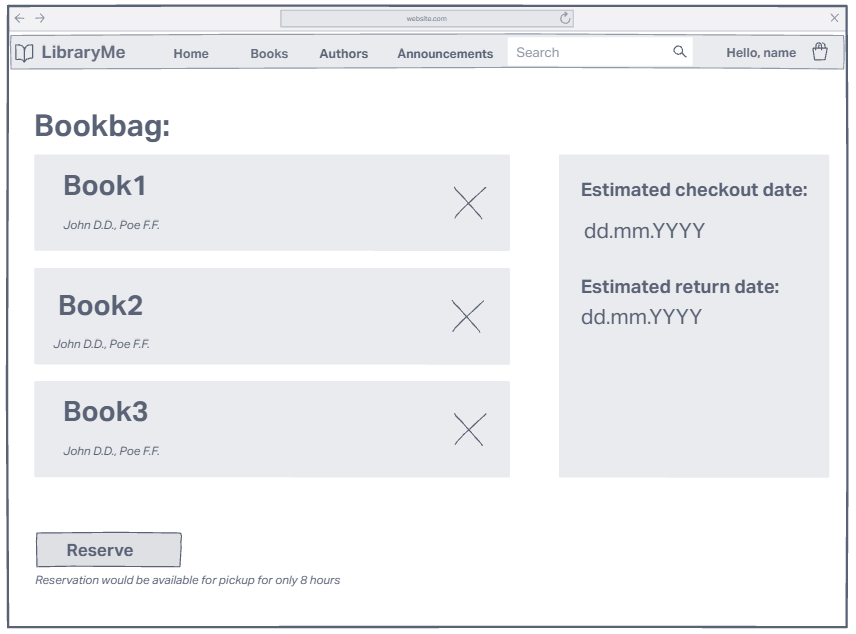 website.com
LibraryMe Home Books Authors Announcements Search Hello, name
Bookbag:
Book1
John D.D., Poe F.F.
Book2
John D.D., Poe F.F.
Book3
John D.D., Poe F.F.
Estimated checkout date:
dd.mm.YYYY
Estimated return date:
dd.mm.YYYY
Reserve
Reservation would be available for pickup for only 8 hours